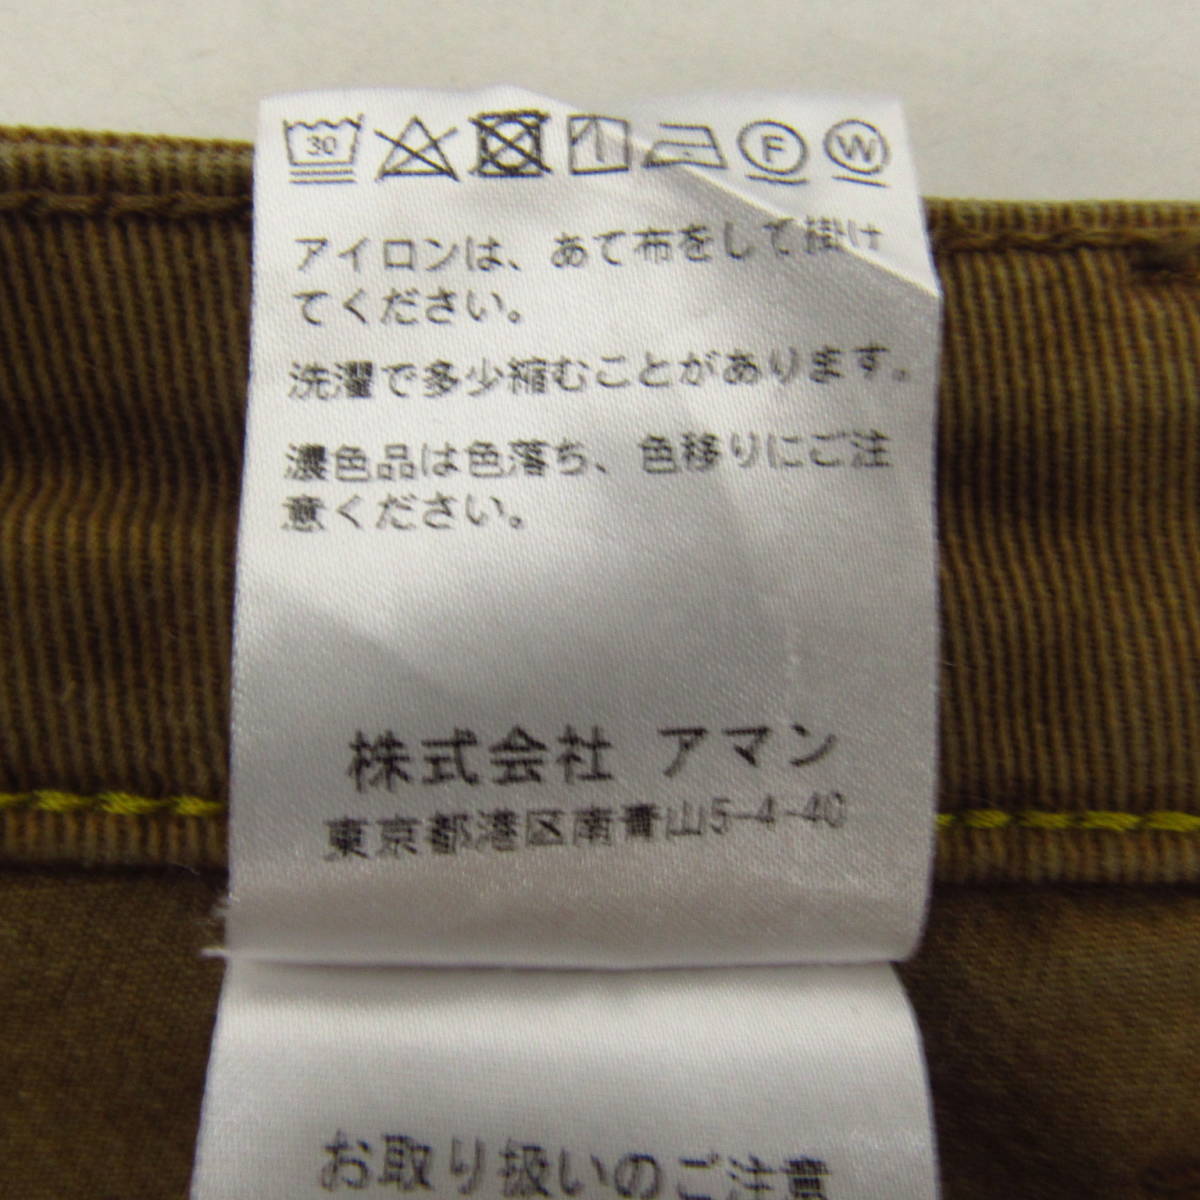 30 F W
アイロンは、あて布をして掛け
てください。
洗濯で多少縮むことがあります。
濃色品は色落ち、色移りにご注
意ください。
株式会社 アマン
東京都港区南青山5-4-40
お取り扱いのご注意